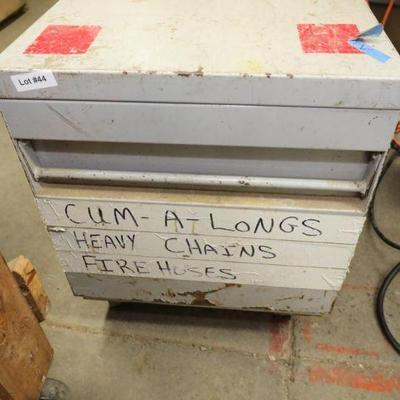 Lot #44
CUM-A-LONGS
HEAVY CHAINS
FIRE HOSES